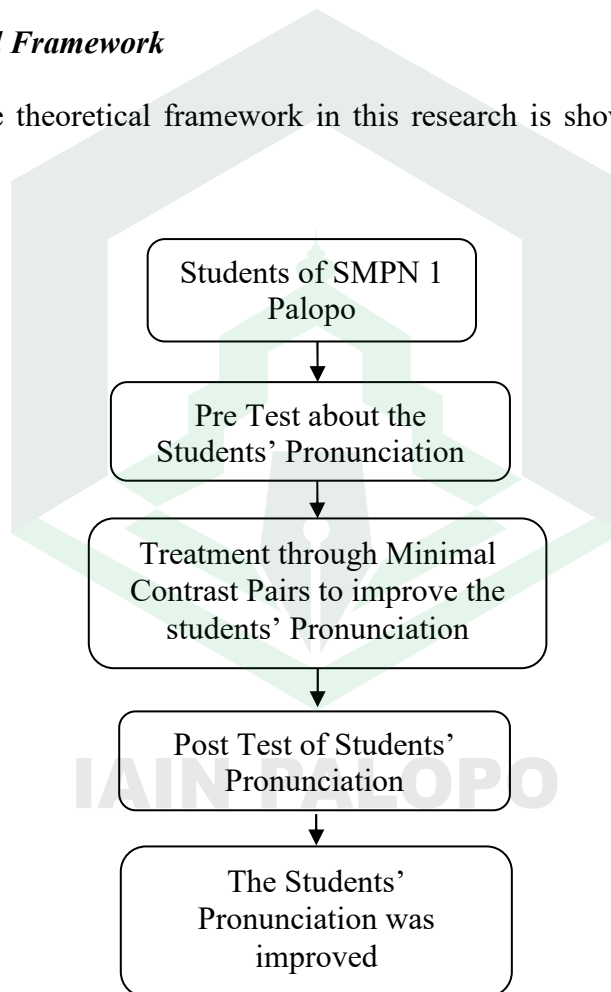 Framework
theoretical framework in this research is
Students of SMPN 1
Palopo
Pre Test about the
Students’ Pronunciation
Treatment through Minimal
Contrast Pairs to improve the
students’ Pronunciation
Post Test of Students’
Pronunciation
IAIN PALOPO
The Students’
Pronunciation was
improved